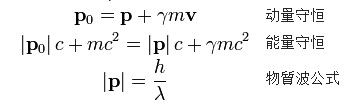 p₀ = p + γmv 动量守恒
|p₀| c + mc² = |p| c + γmc² 能量守恒
|p| = h/λ 物質波公式